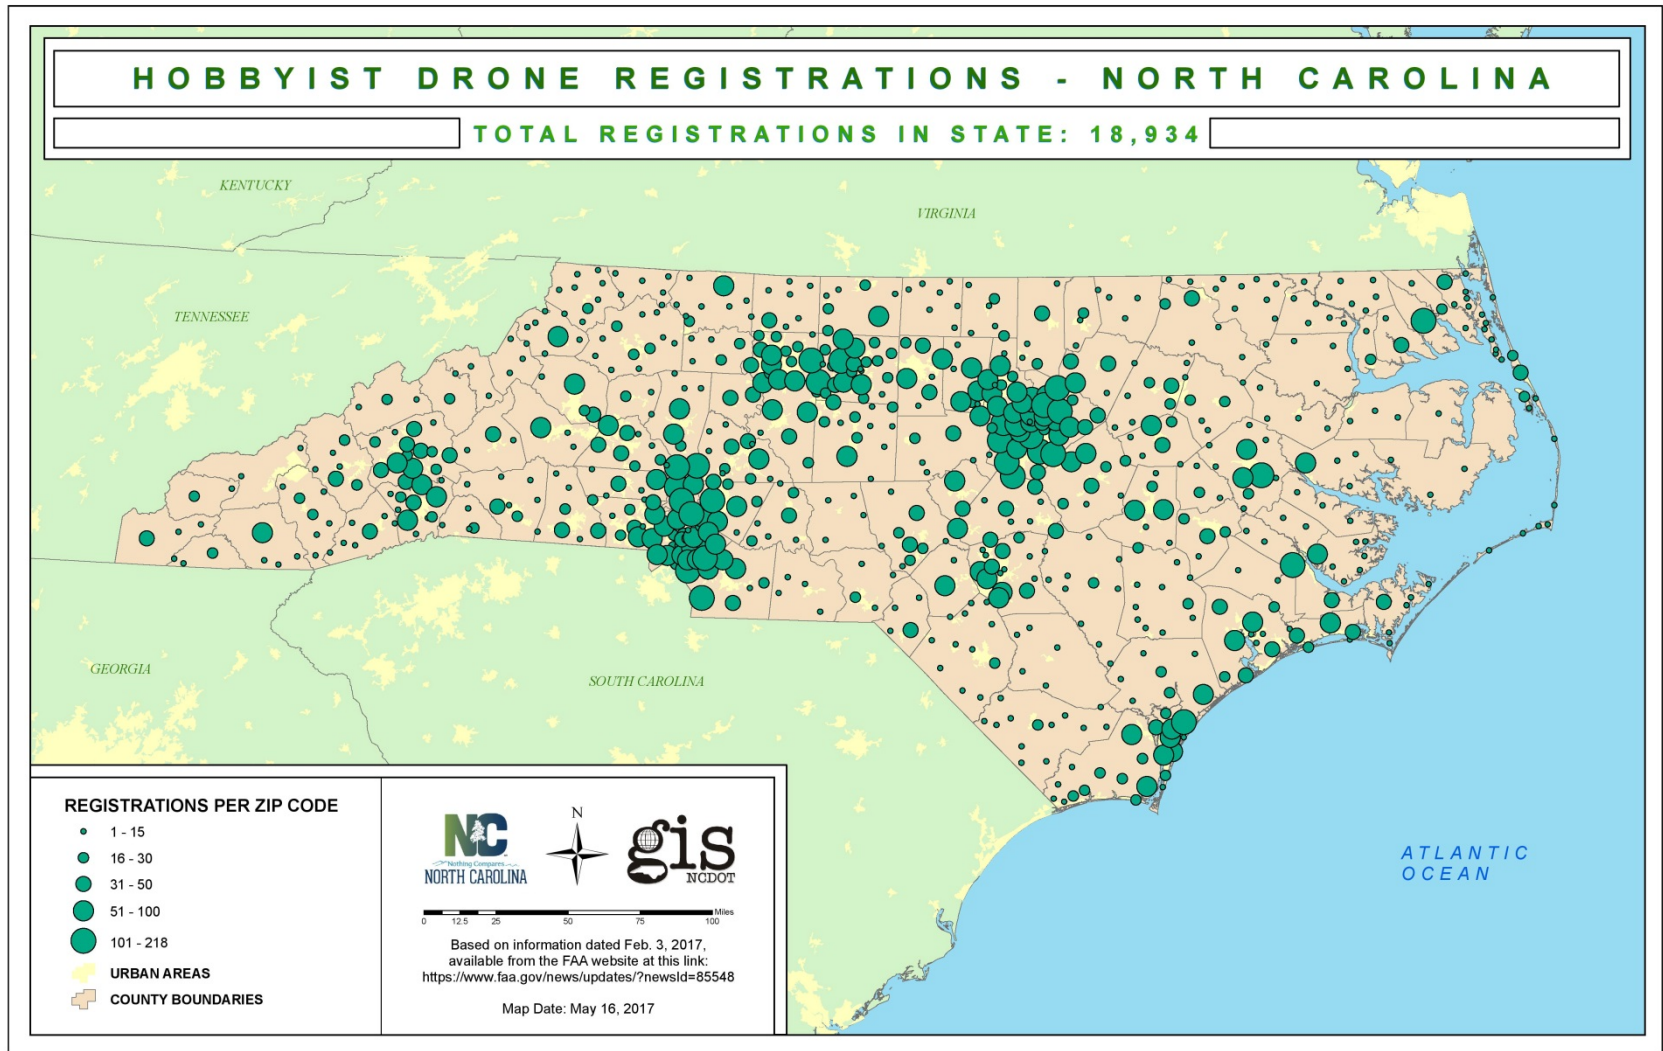 HOBBYIST DRONE REGISTRATIONS - NORTH CAROLINA
TOTAL REGISTRATIONS IN STATE: 18,934
KENTUCKY
VIRGINIA
TENNESSEE
GEORGIA
SOUTH CAROLINA
ATLANTIC
OCEAN
REGISTRATIONS PER ZIP CODE
1 - 15
16 - 30
31 - 50
51 - 100
101 - 218
URBAN AREAS
COUNTY BOUNDARIES
NC
Nothing Compares
NORTH CAROLINA
N
gis
NCDOT
0 12.5 25 50 75 100 Miles
Based on information dated Feb. 3, 2017,
available from the FAA website at this link:
https://www.faa.gov/news/updates/?newsId=85548
Map Date: May 16, 2017